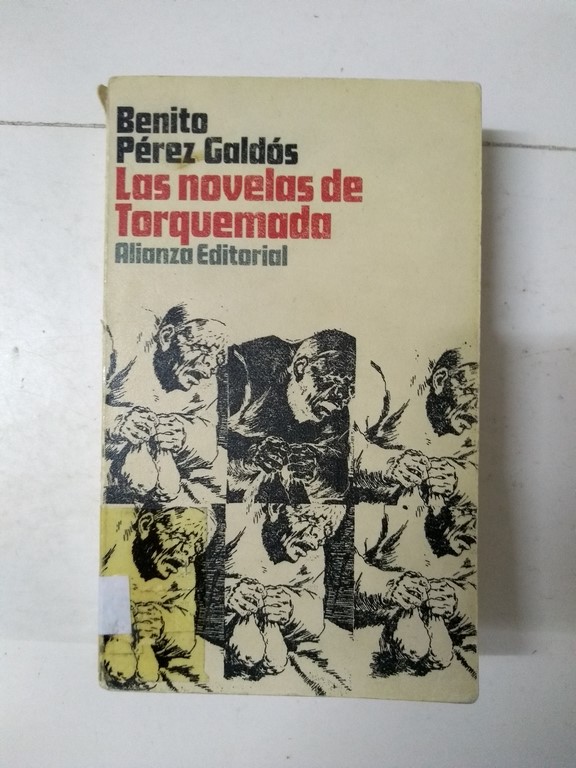 Benito
Pérez Galdós
Las novelas de
Torquemada
Alianza Editorial